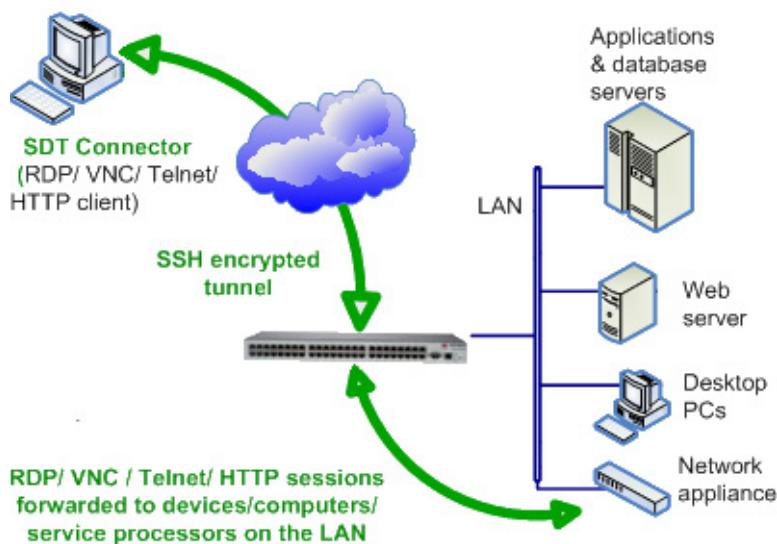 SDT Connector
(RDP/ VNC/ Telnet/
HTTP client)
SSH encrypted
tunnel
RDP/ VNC / Telnet/ HTTP sessions
forwarded to devices/computers/
service processors on the LAN
LAN
Applications
& database
servers
Web
server
Desktop
PCs
Network
appliance